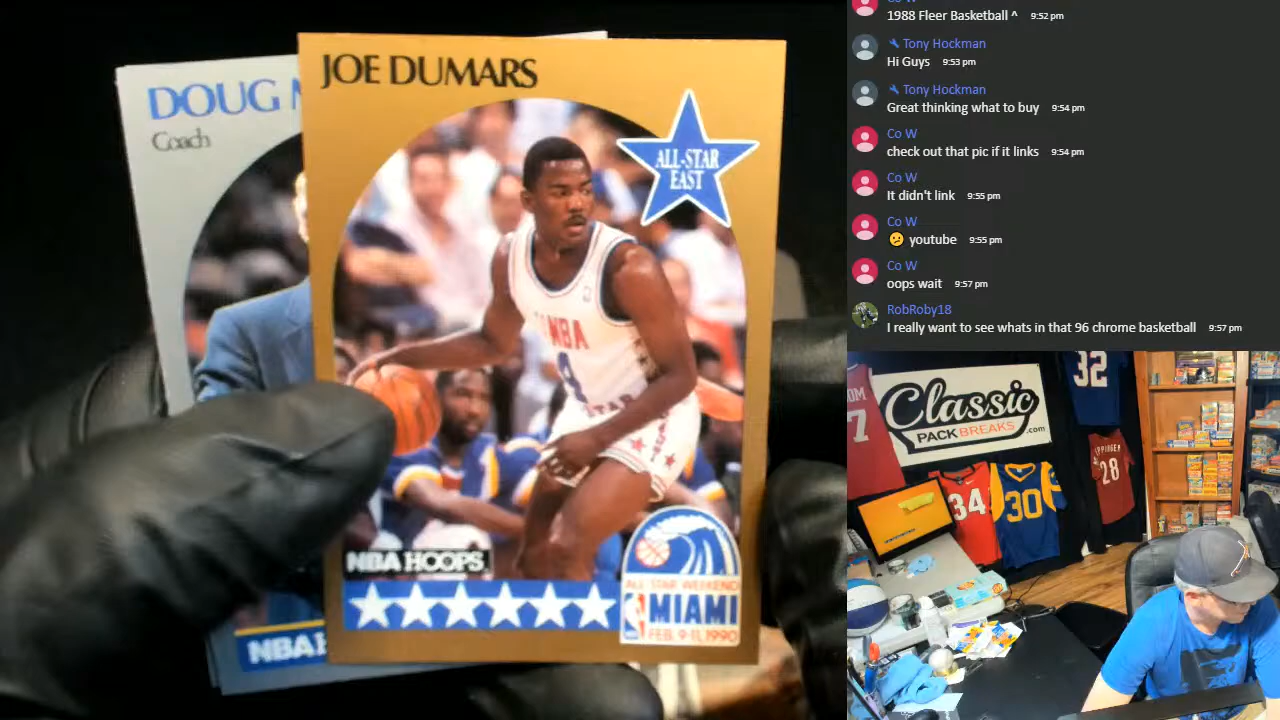 JOE DUMARS
ALL-STAR
EAST
NBA
STAR
NBA HOOPS
ALL STAR WEEKEND
MIAMI
FEB. 9-11, 1990
DOUG
Coach
NBA
1988 Fleer Basketball ^ 9:52 pm
Tony Hockman
Hi Guys 9:53 pm
Tony Hockman
Great thinking what to buy 9:54 pm
Co W
check out that pic if it links 9:54 pm
Co W
It didn't link 9:55 pm
Co W
😕 youtube 9:55 pm
Co W
oops wait 9:57 pm
RobRoby18
I really want to see whats in that 96 chrome basketball 9:57 pm
Classic
PACK BREAKS .com
32
7
34
30
28